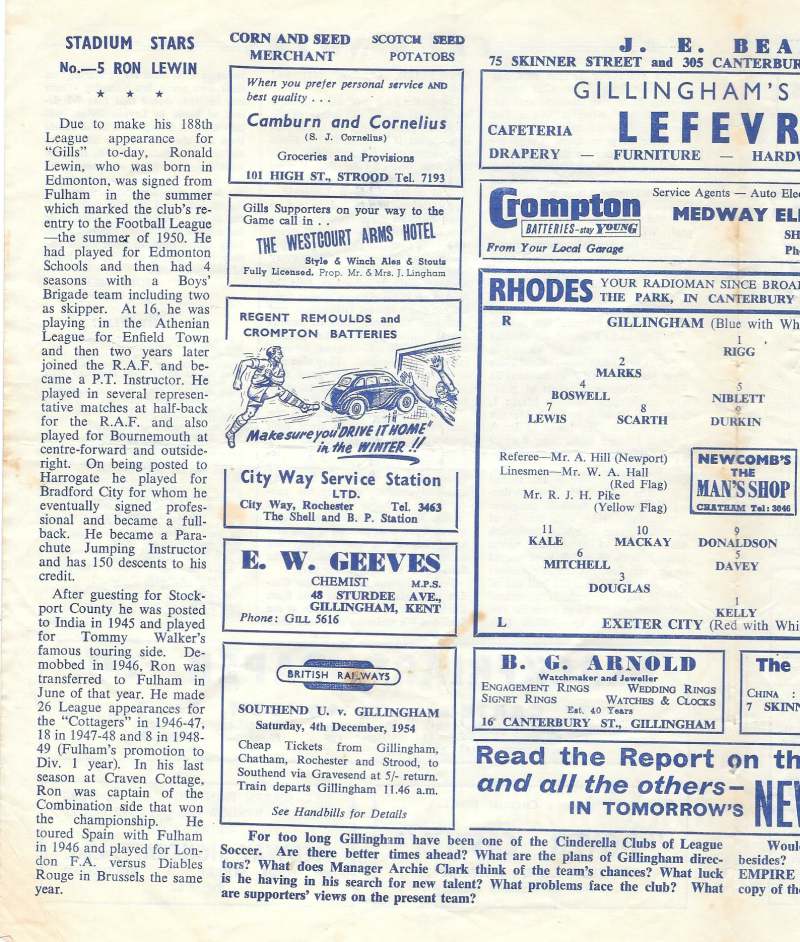 STADIUM STARS
No.—5 RON LEWIN
★ ★ ★
Due to make his 188th
League appearance for
"Gills" to-day, Ronald
Lewin, who was born in
Edmonton, was signed from
Fulham in the summer
which marked the club's re-
entry to the Football League
—the summer of 1950. He
had played for Edmonton
Schools and then had 4
seasons with a Boys'
Brigade team including two
as skipper. At 16, he was
playing in the Athenian
League for Enfield Town
and then two years later
joined the R.A.F. and be-
came a P.T. Instructor. He
played in several represen-
tative matches at half-back
for the R.A.F. and also
played for Bournemouth at
centre-forward and outside-
right. On being posted to
Harrogate he played for
Bradford City for whom he
eventually signed profes-
sional and became a full-
back. He became a Para-
chute Jumping Instructor
and has 150 descents to his
credit.
After guesting for Stock-
port County he was posted
to India in 1945 and played
for Tommy Walker's
famous touring side. De-
mobbed in 1946, Ron was
transferred to Fulham in
June of that year. He made
26 League appearances for
the "Cottagers" in 1946-47,
18 in 1947-48 and 8 in 1948-
49 (Fulham's promotion to
Div. 1 year). In his last
season at Craven Cottage,
Ron was captain of the
Combination side that won
the championship. He
toured Spain with Fulham
in 1946 and played for Lon-
don F.A. versus Diables
Rouge in Brussels the same
year.
CORN AND SEED SCOTCH SEED
MERCHANT POTATOES
When you prefer personal service AND
best quality . . .
Camburn and Cornelius
(S. J. Cornelius)
Groceries and Provisions
101 HIGH ST., STROOD Tel. 7193
Gills Supporters on your way to the
Game call in . .
THE WESTCOURT ARMS HOTEL
Style & Winch Ales & Stouts
Fully Licensed. Prop. Mr. & Mrs. J. Lingham
REGENT REMOULDS and
CROMPTON BATTERIES
Make sure you "DRIVE IT HOME"
in the WINTER !!
City Way Service Station
LTD.
City Way, Rochester Tel. 3463
The Shell and B. P. Station
E. W. GEEVES
CHEMIST M.P.S.
48 STURDEE AVE.,
GILLINGHAM, KENT
Phone: GILL 5616
BRITISH RAILWAYS
SOUTHEND U. v. GILLINGHAM
Saturday, 4th December, 1954
Cheap Tickets from Gillingham,
Chatham, Rochester and Strood, to
Southend via Gravesend at 5/- return.
Train departs Gillingham 11.46 a.m.
See Handbills for Details
J. E. BEA
75 SKINNER STREET and 305 CANTERBUR
GILLINGHAM'S
CAFETERIA LEFEVR
DRAPERY — FURNITURE — HARDW
Crompton
BATTERIES-stay YOUNG
From Your Local Garage
Service Agents — Auto Elec
MEDWAY EL
SH
Ph
RHODES YOUR RADIOMAN SINCE BROA
THE PARK, IN CANTERBURY
R GILLINGHAM (Blue with Wh
1
RIGG
2
MARKS
4 5
BOSWELL NIBLETT
7 8 9
LEWIS SCARTH DURKIN
Referee—Mr. A. Hill (Newport)
Linesmen—Mr. W. A. Hall
(Red Flag)
Mr. R. J. H. Pike
(Yellow Flag)
NEWCOMB'S
THE
MAN'S SHOP
CHATHAM Tel: 3046
11 10 9
KALE MACKAY DONALDSON
6 5
MITCHELL DAVEY
3
DOUGLAS
1
KELLY
L EXETER CITY (Red with Whi
B. G. ARNOLD
Watchmaker and Jeweller
ENGAGEMENT RINGS WEDDING RINGS
SIGNET RINGS WATCHES & CLOCKS
Est. 40 Years
16 CANTERBURY ST., GILLINGHAM
The
CHINA :
7 SKINN
Read the Report on th
and all the others—
IN TOMORROW'S NEW
For too long Gillingham have been one of the Cinderella Clubs of League
Soccer. Are there better times ahead? What are the plans of Gillingham direc-
tors? What does Manager Archie Clark think of the team's chances? What luck
is he having in his search for new talent? What problems face the club? What
are supporters' views on the present team?
Woul
besides?
EMPIRE
copy of the